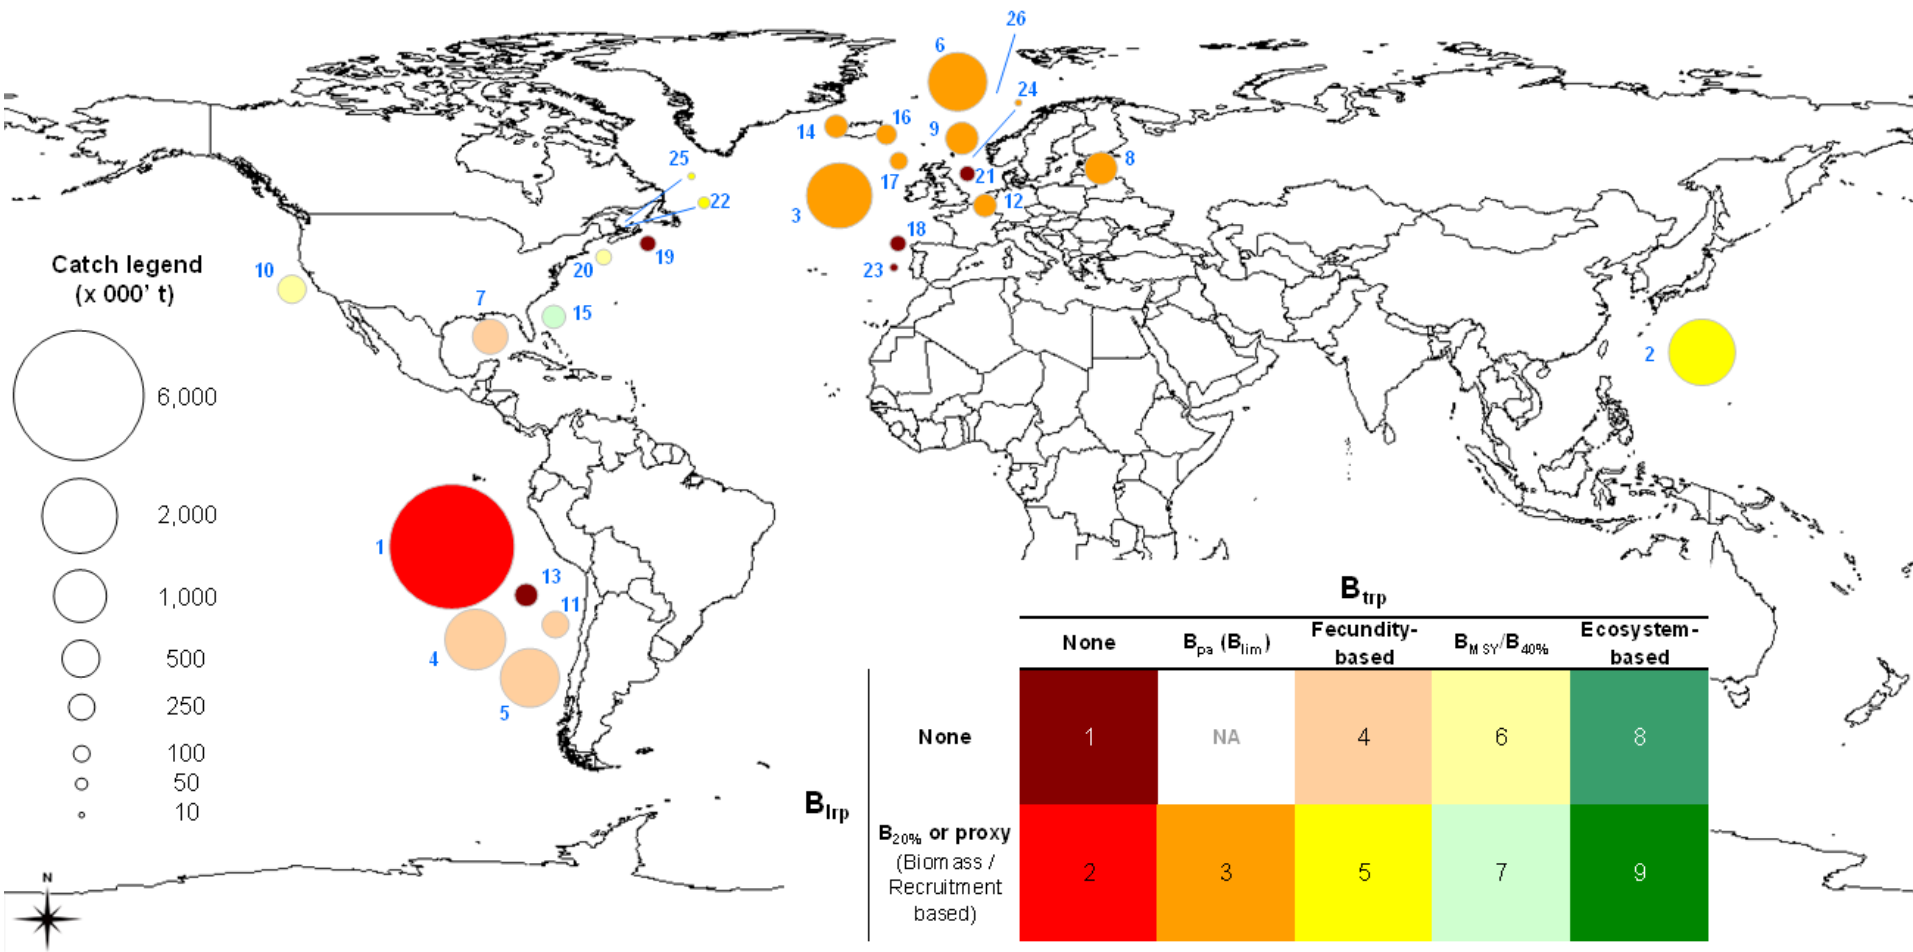 26
6
24
14
16
9
8
25
17
21
22
3
12
18
19
20
23
Catch legend
(x 000' t)
10
7
15
2
6,000
2,000
1
13
1,000
11
4
500
5
250
100
50
10
N
B_trp
None
B_pa (B_lim)
Fecundity-
based
B_MSY/B_40%
Ecosystem-
based
B_lrp
None
1
NA
4
6
8
B_20% or proxy
(Biomass /
Recruitment
based)
2
3
5
7
9